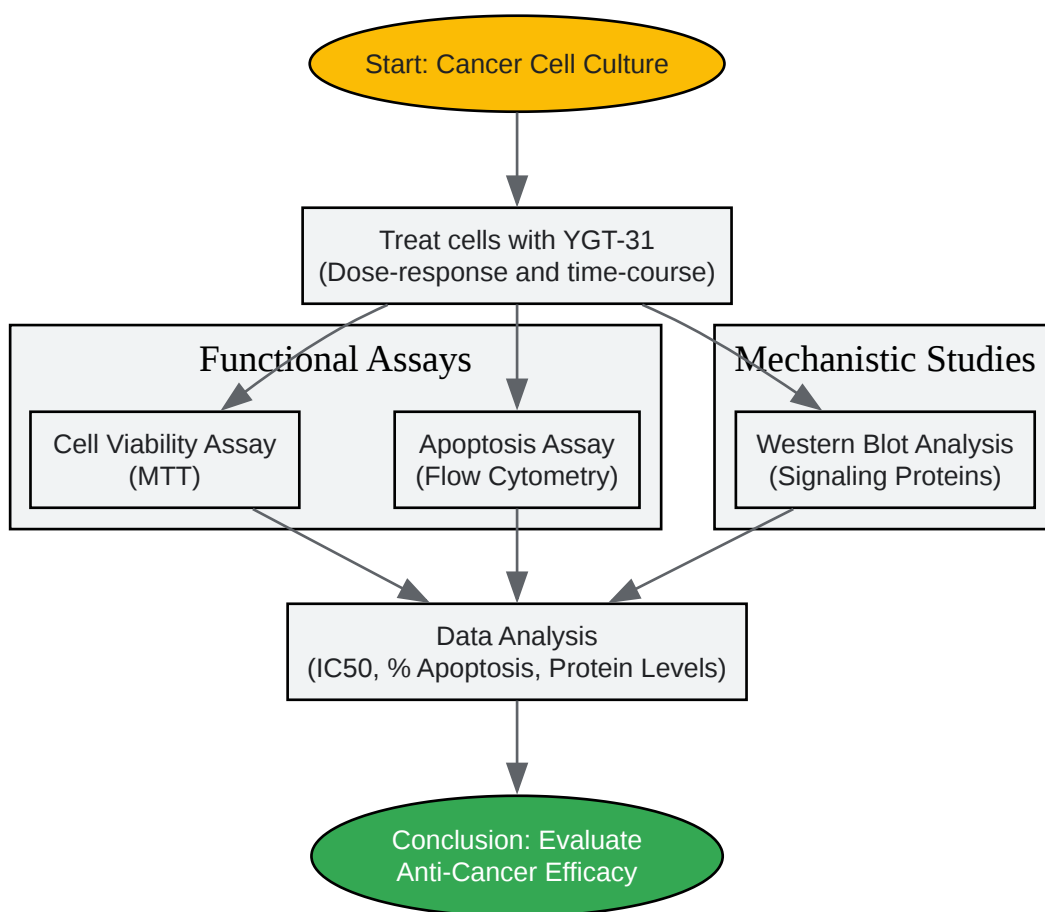 Start: Cancer Cell Culture
Treat cells with YGT-31
(Dose-response and time-course)
Functional Assays
Mechanistic Studies
Cell Viability Assay
(MTT)
Apoptosis Assay
(Flow Cytometry)
Western Blot Analysis
(Signaling Proteins)
Data Analysis
(IC50, % Apoptosis, Protein Levels)
Conclusion: Evaluate
Anti-Cancer Efficacy